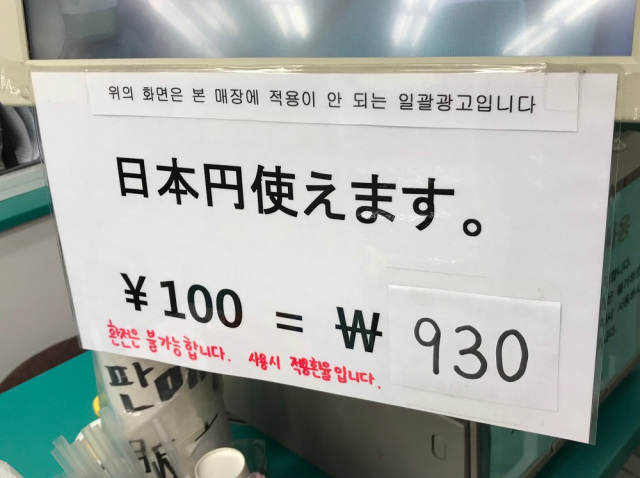 위의 화면은 본 매장에 적용이 안 되는 일괄광고입니다
日本円使えます。
¥100 = ₩ 930
환전은 불가능합니다. 사용시 적용환율입니다.
판매